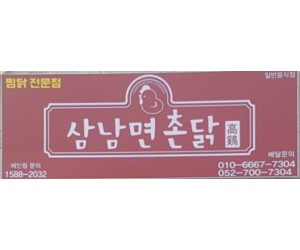 찜닭 전문점
일반음식점
삼남면촌닭
高鷄
체인점 문의
1588-2032
배달문의
010-6667-7304
052-700-7304